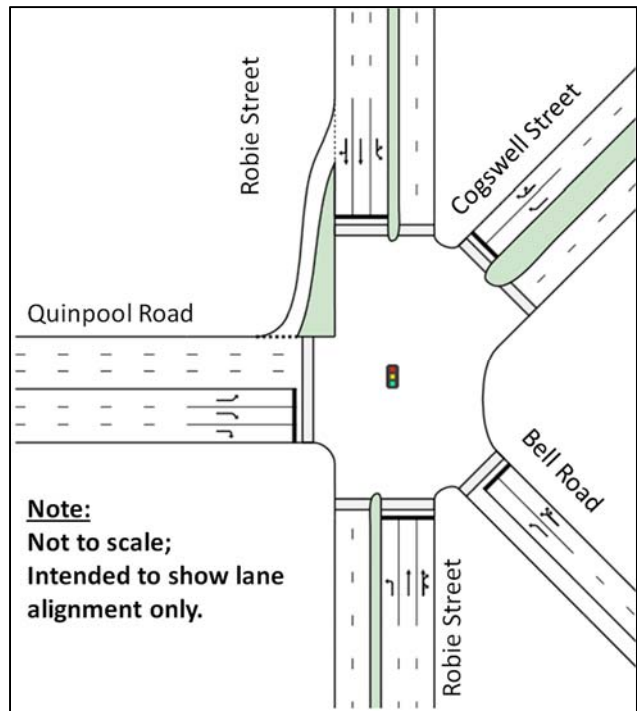 Robie Street
Cogswell Street
Quinpool Road
Bell Road
Note:
Not to scale;
Intended to show lane
alignment only.
Robie Street